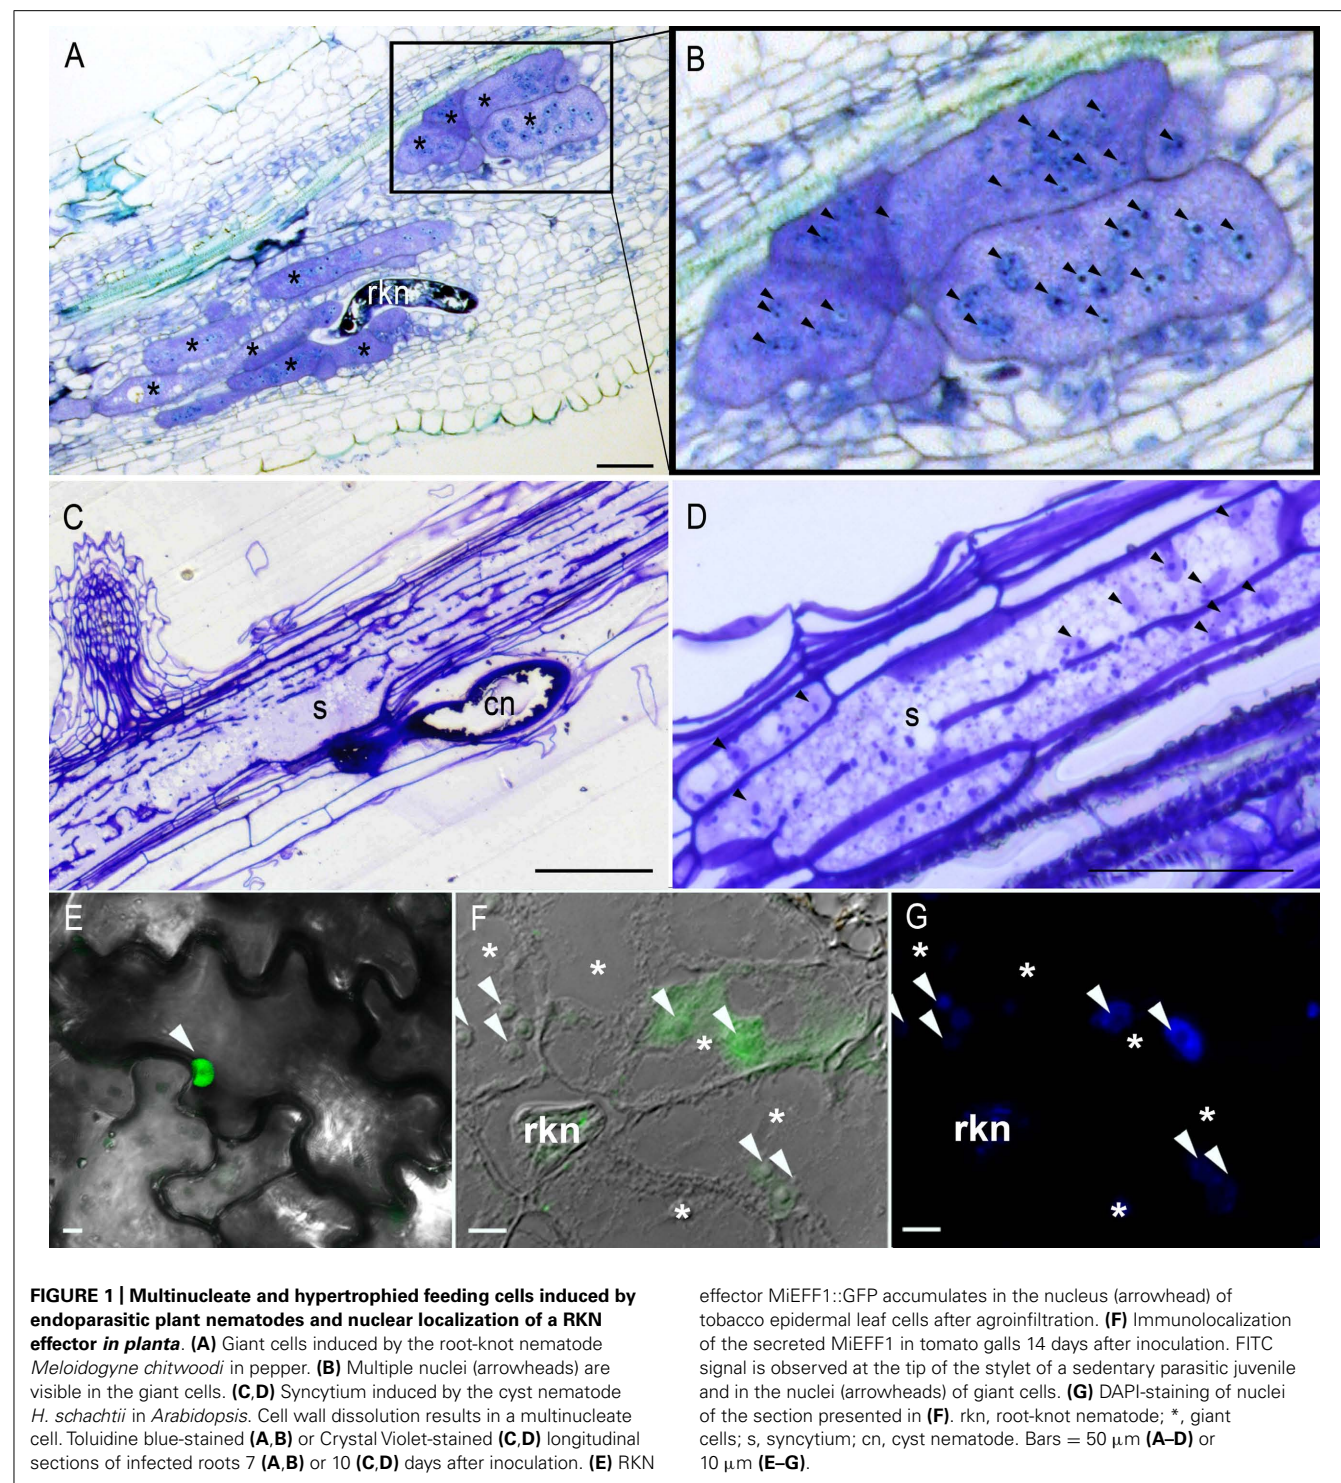 A
*
*
*
*
*
rkn
*
*
*
*
*
B
C
s
cn
D
s
E
F
*
*
*
rkn
*
*
G
*
*
*
rkn
*
*
FIGURE 1 | Multinucleate and hypertrophied feeding cells induced by
endoparasitic plant nematodes and nuclear localization of a RKN
effector in planta. (A) Giant cells induced by the root-knot nematode
Meloidogyne chitwoodi in pepper. (B) Multiple nuclei (arrowheads) are
visible in the giant cells. (C,D) Syncytium induced by the cyst nematode
H. schachtii in Arabidopsis. Cell wall dissolution results in a multinucleate
cell. Toluidine blue-stained (A,B) or Crystal Violet-stained (C,D) longitudinal
sections of infected roots 7 (A,B) or 10 (C,D) days after inoculation. (E) RKN
effector MiEFF1::GFP accumulates in the nucleus (arrowhead) of
tobacco epidermal leaf cells after agroinfiltration. (F) Immunolocalization
of the secreted MiEFF1 in tomato galls 14 days after inoculation. FITC
signal is observed at the tip of the stylet of a sedentary parasitic juvenile
and in the nuclei (arrowheads) of giant cells. (G) DAPI-staining of nuclei
of the section presented in (F). rkn, root-knot nematode; *, giant
cells; s, syncytium; cn, cyst nematode. Bars = 50 μm (A–D) or
10 μm (E–G).